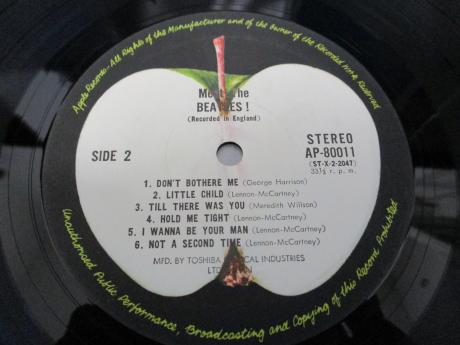 Apple Records—All Rights of the Manufacturer and of the Owner of the Recorded Work Reserved
Meet The
BEATLES !
(Recorded in England)
SIDE 2
STEREO
AP-80011
(ST-X-2-2047)
33⅓ r. p. m.
1. DON'T BOTHERE ME (George Harrison)
2. LITTLE CHILD (Lennon-McCartney)
3. TILL THERE WAS YOU (Meredith Willson)
4. HOLD ME TIGHT (Lennon-McCartney)
5. I WANNA BE YOUR MAN (Lennon-McCartney)
6. NOT A SECOND TIME (Lennon-McCartney)
MFD. BY TOSHIBA MUSICAL INDUSTRIES
LTD.
Unauthorised Public Performance, Broadcasting and Copying of this Record Prohibited